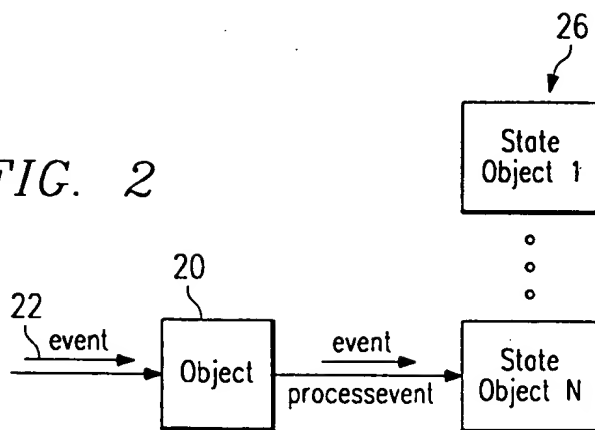 26
State
Object 1
FIG. 2
20
22
event
event
Object
processevent
State
Object N